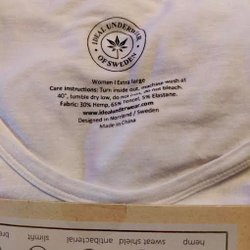 IDEAL UNDERWEAR
OF SWEDEN
Women / Extra large
Care Instructions: Turn inside out, machine wash at
40°, tumble dry low, do not iron, do not bleach.
Fabric: 30% Hemp, 65% Tencel, 5% Elastane.
www.idealunderwear.com
Designed in Norrland / Sweden
Made in China
hemp
sweat shield
antibacterial
slimfit